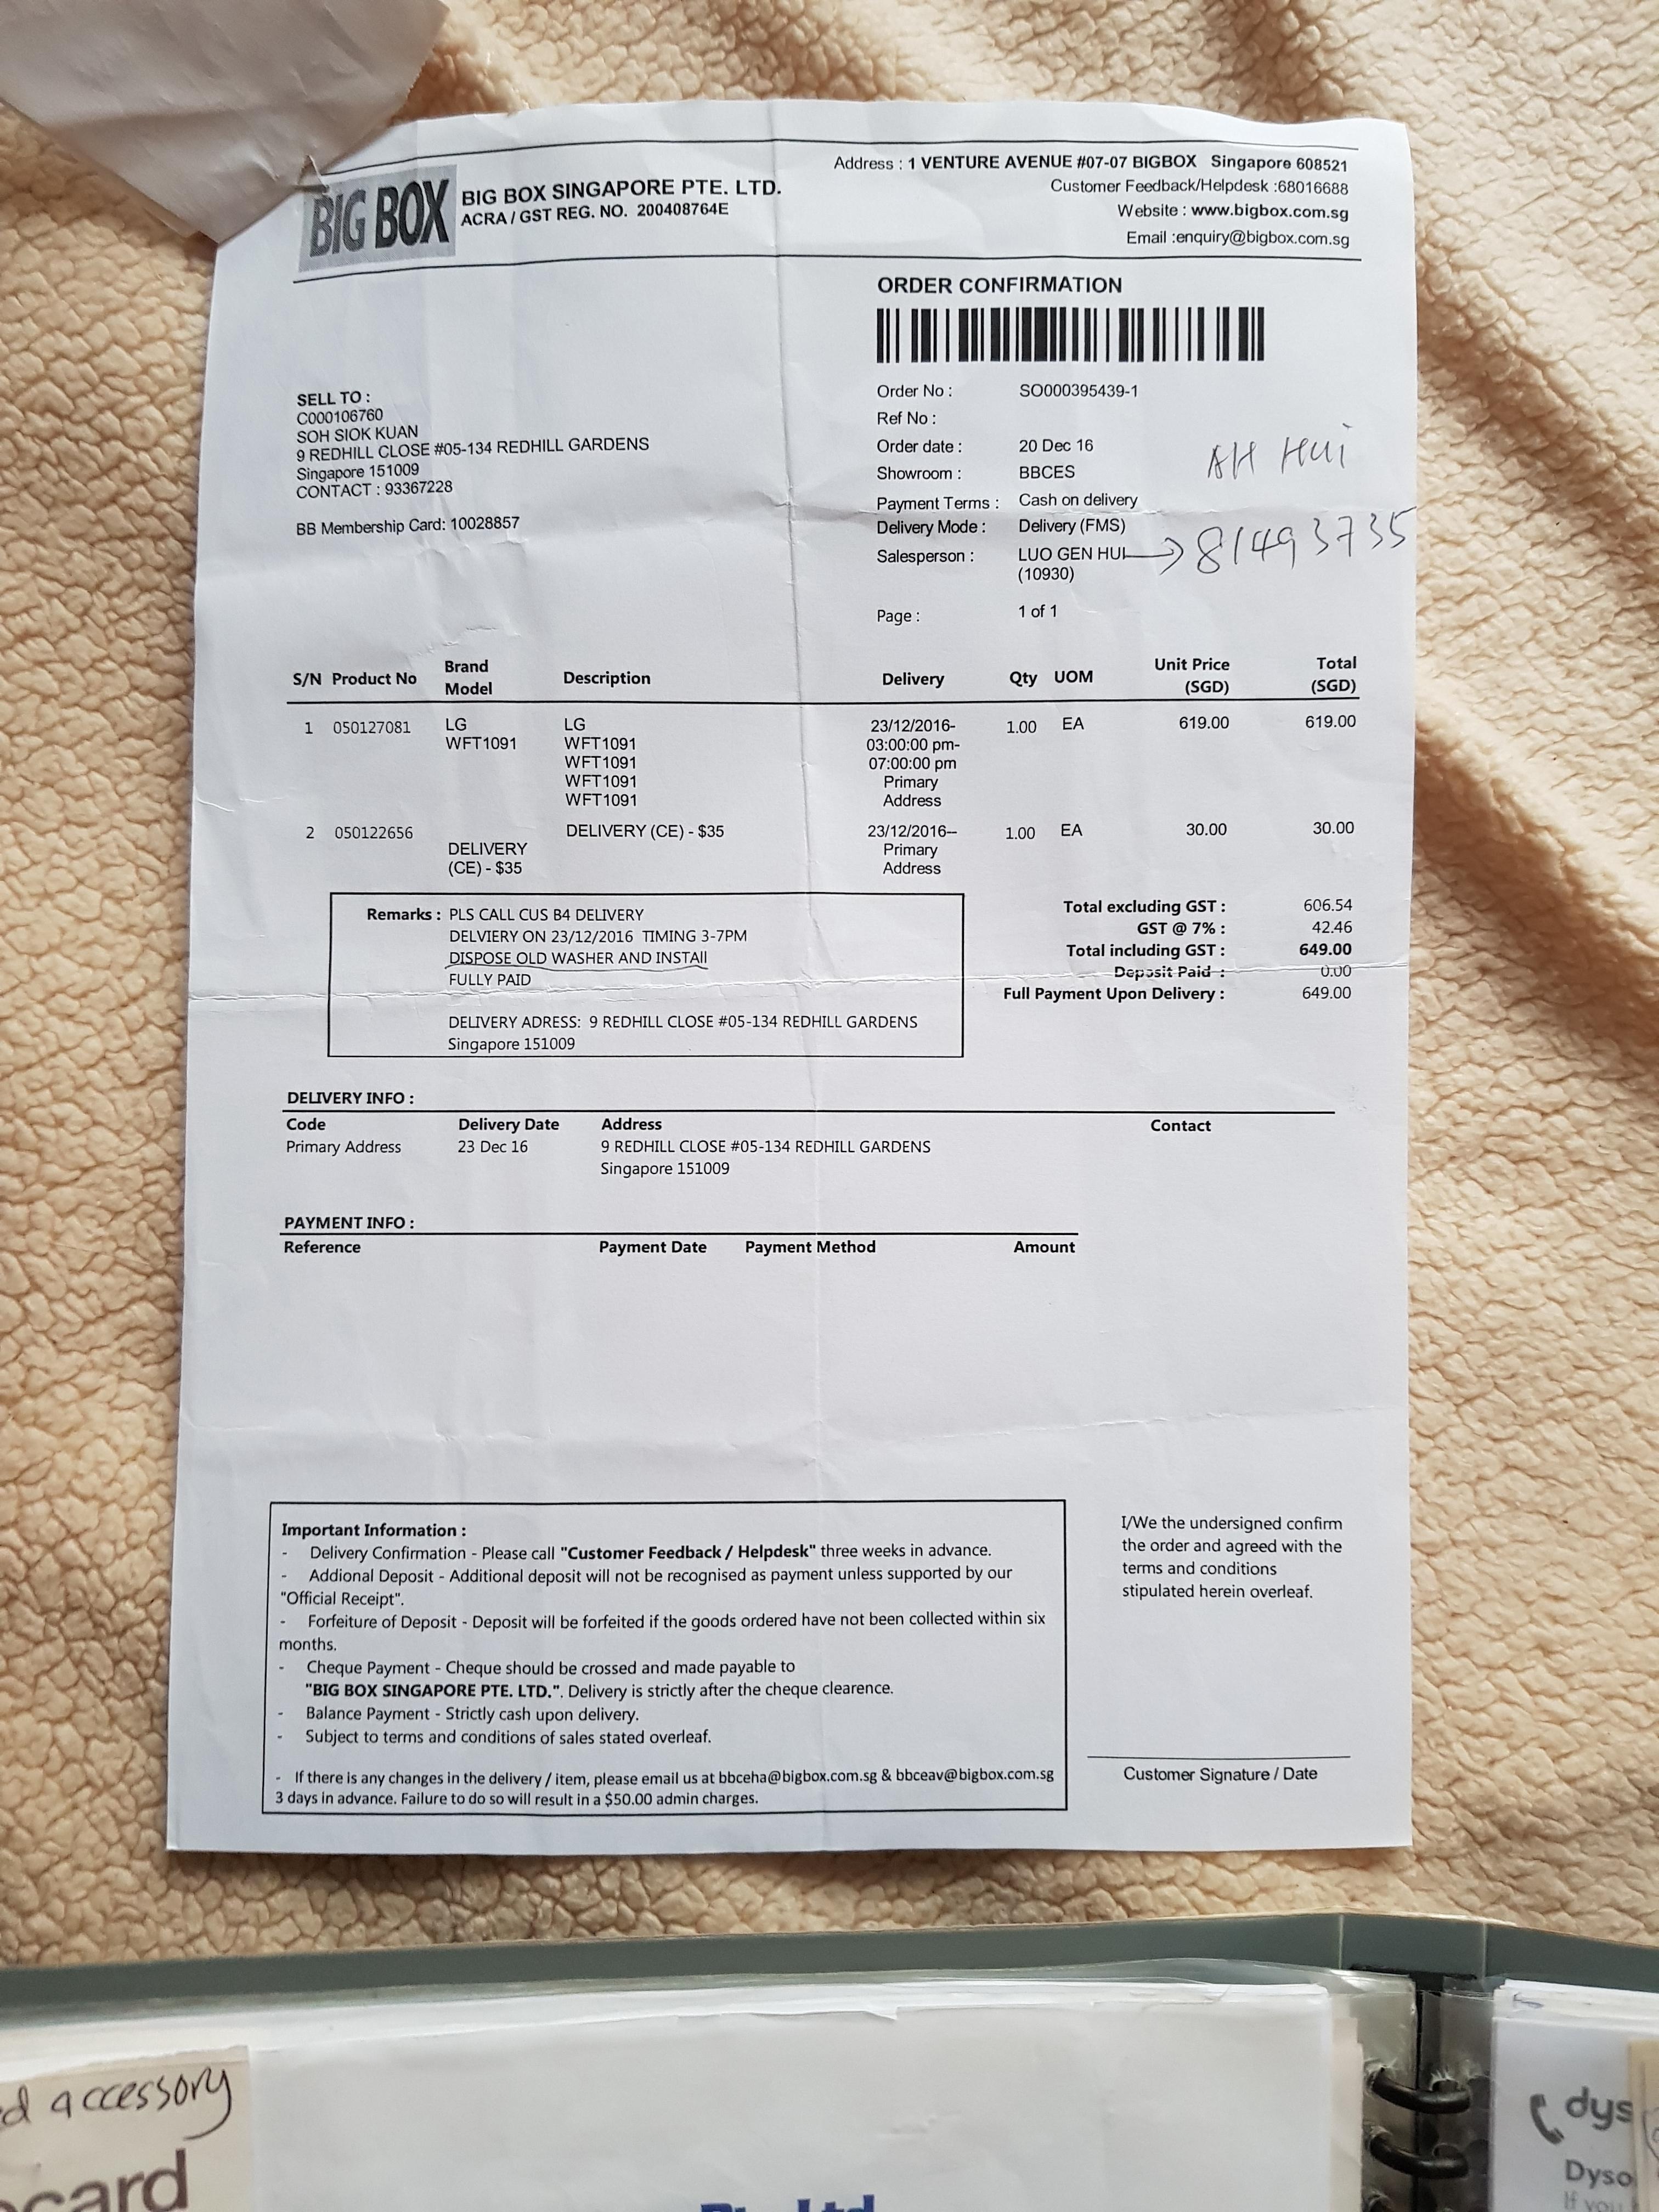 BIG BOX
BIG BOX SINGAPORE PTE. LTD.
ACRA / GST REG. NO. 200408764E
Address : 1 VENTURE AVENUE #07-07 BIGBOX Singapore 608521
Customer Feedback/Helpdesk :68016688
Website : www.bigbox.com.sg
Email :enquiry@bigbox.com.sg
ORDER CONFIRMATION
SELL TO :
C000106760
SOH SIOK KUAN
9 REDHILL CLOSE #05-134 REDHILL GARDENS
Singapore 151009
CONTACT : 93367228
BB Membership Card: 10028857
Order No : SO000395439-1
Ref No :
Order date : 20 Dec 16
AH HUI
Showroom : BBCES
Payment Terms : Cash on delivery
Delivery Mode : Delivery (FMS)
Salesperson : LUO GEN HUI → 81493735
(10930)
Page : 1 of 1
S/N Product No Brand Model Description Delivery Qty UOM Unit Price (SGD) Total (SGD)
1 050127081 LG LG 23/12/2016- 1.00 EA 619.00 619.00
WFT1091 WFT1091 03:00:00 pm-
WFT1091 07:00:00 pm
WFT1091 Primary
WFT1091 Address
2 050122656 DELIVERY (CE) - $35 23/12/2016-- 1.00 EA 30.00 30.00
DELIVERY Primary
(CE) - $35 Address
Remarks : PLS CALL CUS B4 DELIVERY
DELVIERY ON 23/12/2016 TIMING 3-7PM
DISPOSE OLD WASHER AND INSTAll
FULLY PAID
DELIVERY ADRESS: 9 REDHILL CLOSE #05-134 REDHILL GARDENS
Singapore 151009
Total excluding GST : 606.54
GST @ 7% : 42.46
Total including GST : 649.00
Deposit Paid : 0.00
Full Payment Upon Delivery : 649.00
DELIVERY INFO :
Code Delivery Date Address Contact
Primary Address 23 Dec 16 9 REDHILL CLOSE #05-134 REDHILL GARDENS
Singapore 151009
PAYMENT INFO :
Reference Payment Date Payment Method Amount
Important Information :
- Delivery Confirmation - Please call "Customer Feedback / Helpdesk" three weeks in advance.
- Addional Deposit - Additional deposit will not be recognised as payment unless supported by our
"Official Receipt".
- Forfeiture of Deposit - Deposit will be forfeited if the goods ordered have not been collected within six
months.
- Cheque Payment - Cheque should be crossed and made payable to
"BIG BOX SINGAPORE PTE. LTD.". Delivery is strictly after the cheque clearence.
- Balance Payment - Strictly cash upon delivery.
- Subject to terms and conditions of sales stated overleaf.
- If there is any changes in the delivery / item, please email us at bbceha@bigbox.com.sg & bbceav@bigbox.com.sg
3 days in advance. Failure to do so will result in a $50.00 admin charges.
I/We the undersigned confirm
the order and agreed with the
terms and conditions
stipulated herein overleaf.
Customer Signature / Date
d accessory
card
dys
Dyso
If you